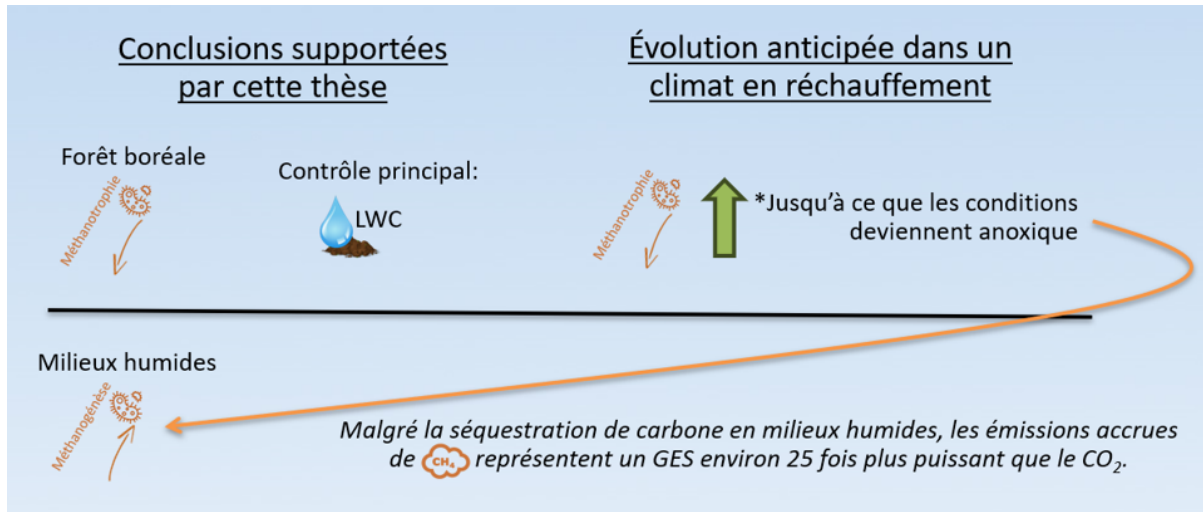 Conclusions supportées
par cette thèse
Évolution anticipée dans un
climat en réchauffement
Forêt boréale
Méthanotrophie
Contrôle principal:
LWC
Méthanotrophie
*Jusqu'à ce que les conditions
deviennent anoxique
Milieux humides
Méthanogénèse
Malgré la séquestration de carbone en milieux humides, les émissions accrues
de CH₄ représentent un GES environ 25 fois plus puissant que le CO₂.